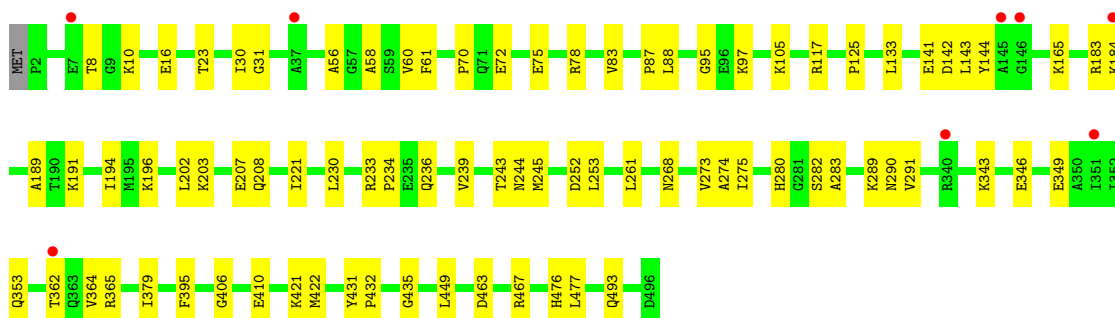 MET P2 E7 T8 G9 K10 E16 T23 I30 G31 A37 A56 G57 A58 S59 V60 F61 P70 Q71 E72 E75 R78 V83 P87 L88 G95 E96 K97 K105 R117 P125 L133 E141 D142 L143 Y144 A145 G146 K165 R183 K184
A189 T190 K191 I194 M195 K196 L202 K203 E207 Q208 I221 L230 R233 P234 E235 Q236 V239 T243 N244 M245 D252 L253 L261 N268 V273 A274 I275 H280 G281 S282 A283 K289 N290 V291 R340 K343 E346 E349 A350 I351 I352
Q353 T362 Q363 V364 R365 I379 F395 G406 E410 K421 M422 Y431 P432 G435 L449 D463 R467 H476 L477 Q493 D496